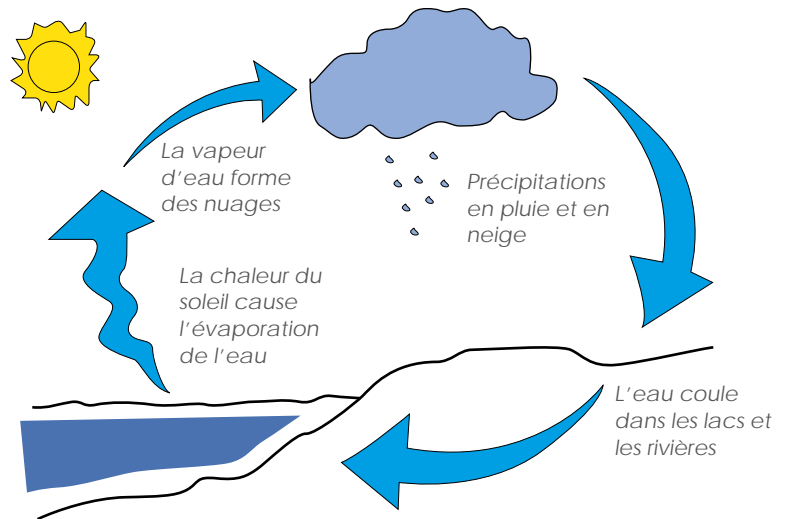 La vapeur
d'eau forme
des nuages
Précipitations
en pluie et en
neige
La chaleur du
soleil cause
l'évaporation
de l'eau
L'eau coule
dans les lacs et
les rivières